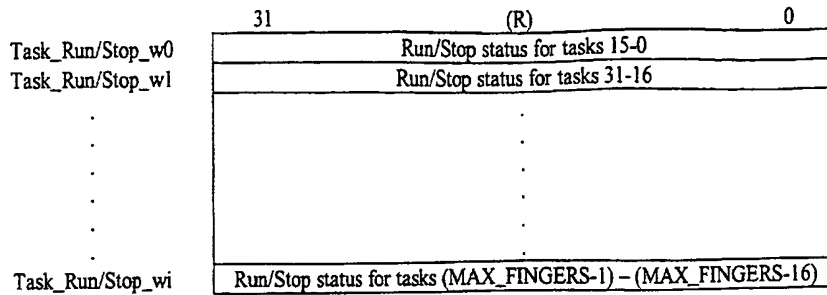 31 (R) 0
Task_Run/Stop_w0 Run/Stop status for tasks 15-0
Task_Run/Stop_w1 Run/Stop status for tasks 31-16
Task_Run/Stop_wi Run/Stop status for tasks (MAX_FINGERS-1) – (MAX_FINGERS-16)